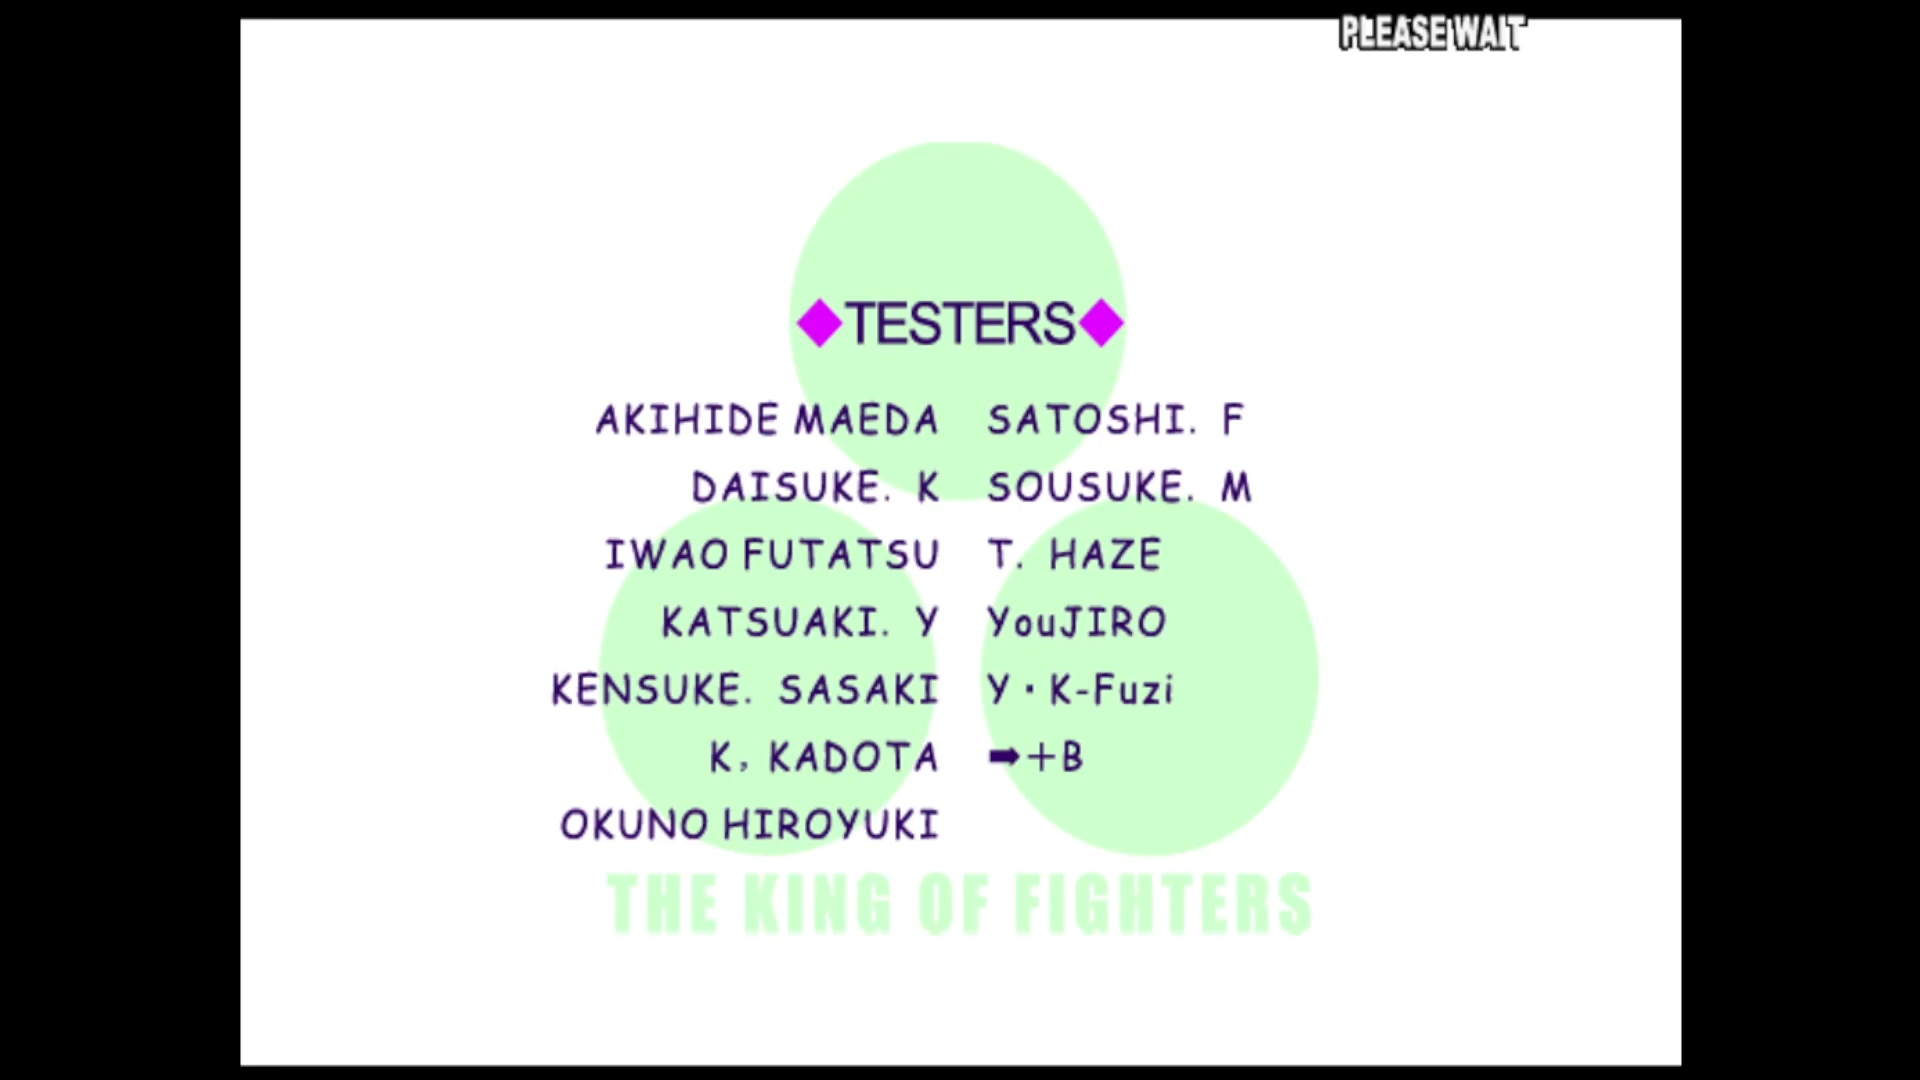 PLEASE WAIT
◆TESTERS◆
AKIHIDE MAEDA SATOSHI. F
DAISUKE. K SOUSUKE. M
IWAO FUTATSU T. HAZE
KATSUAKI. Y YouJIRO
KENSUKE. SASAKI Y・K-Fuzi
K, KADOTA ➡+B
OKUNO HIROYUKI
THE KING OF FIGHTERS